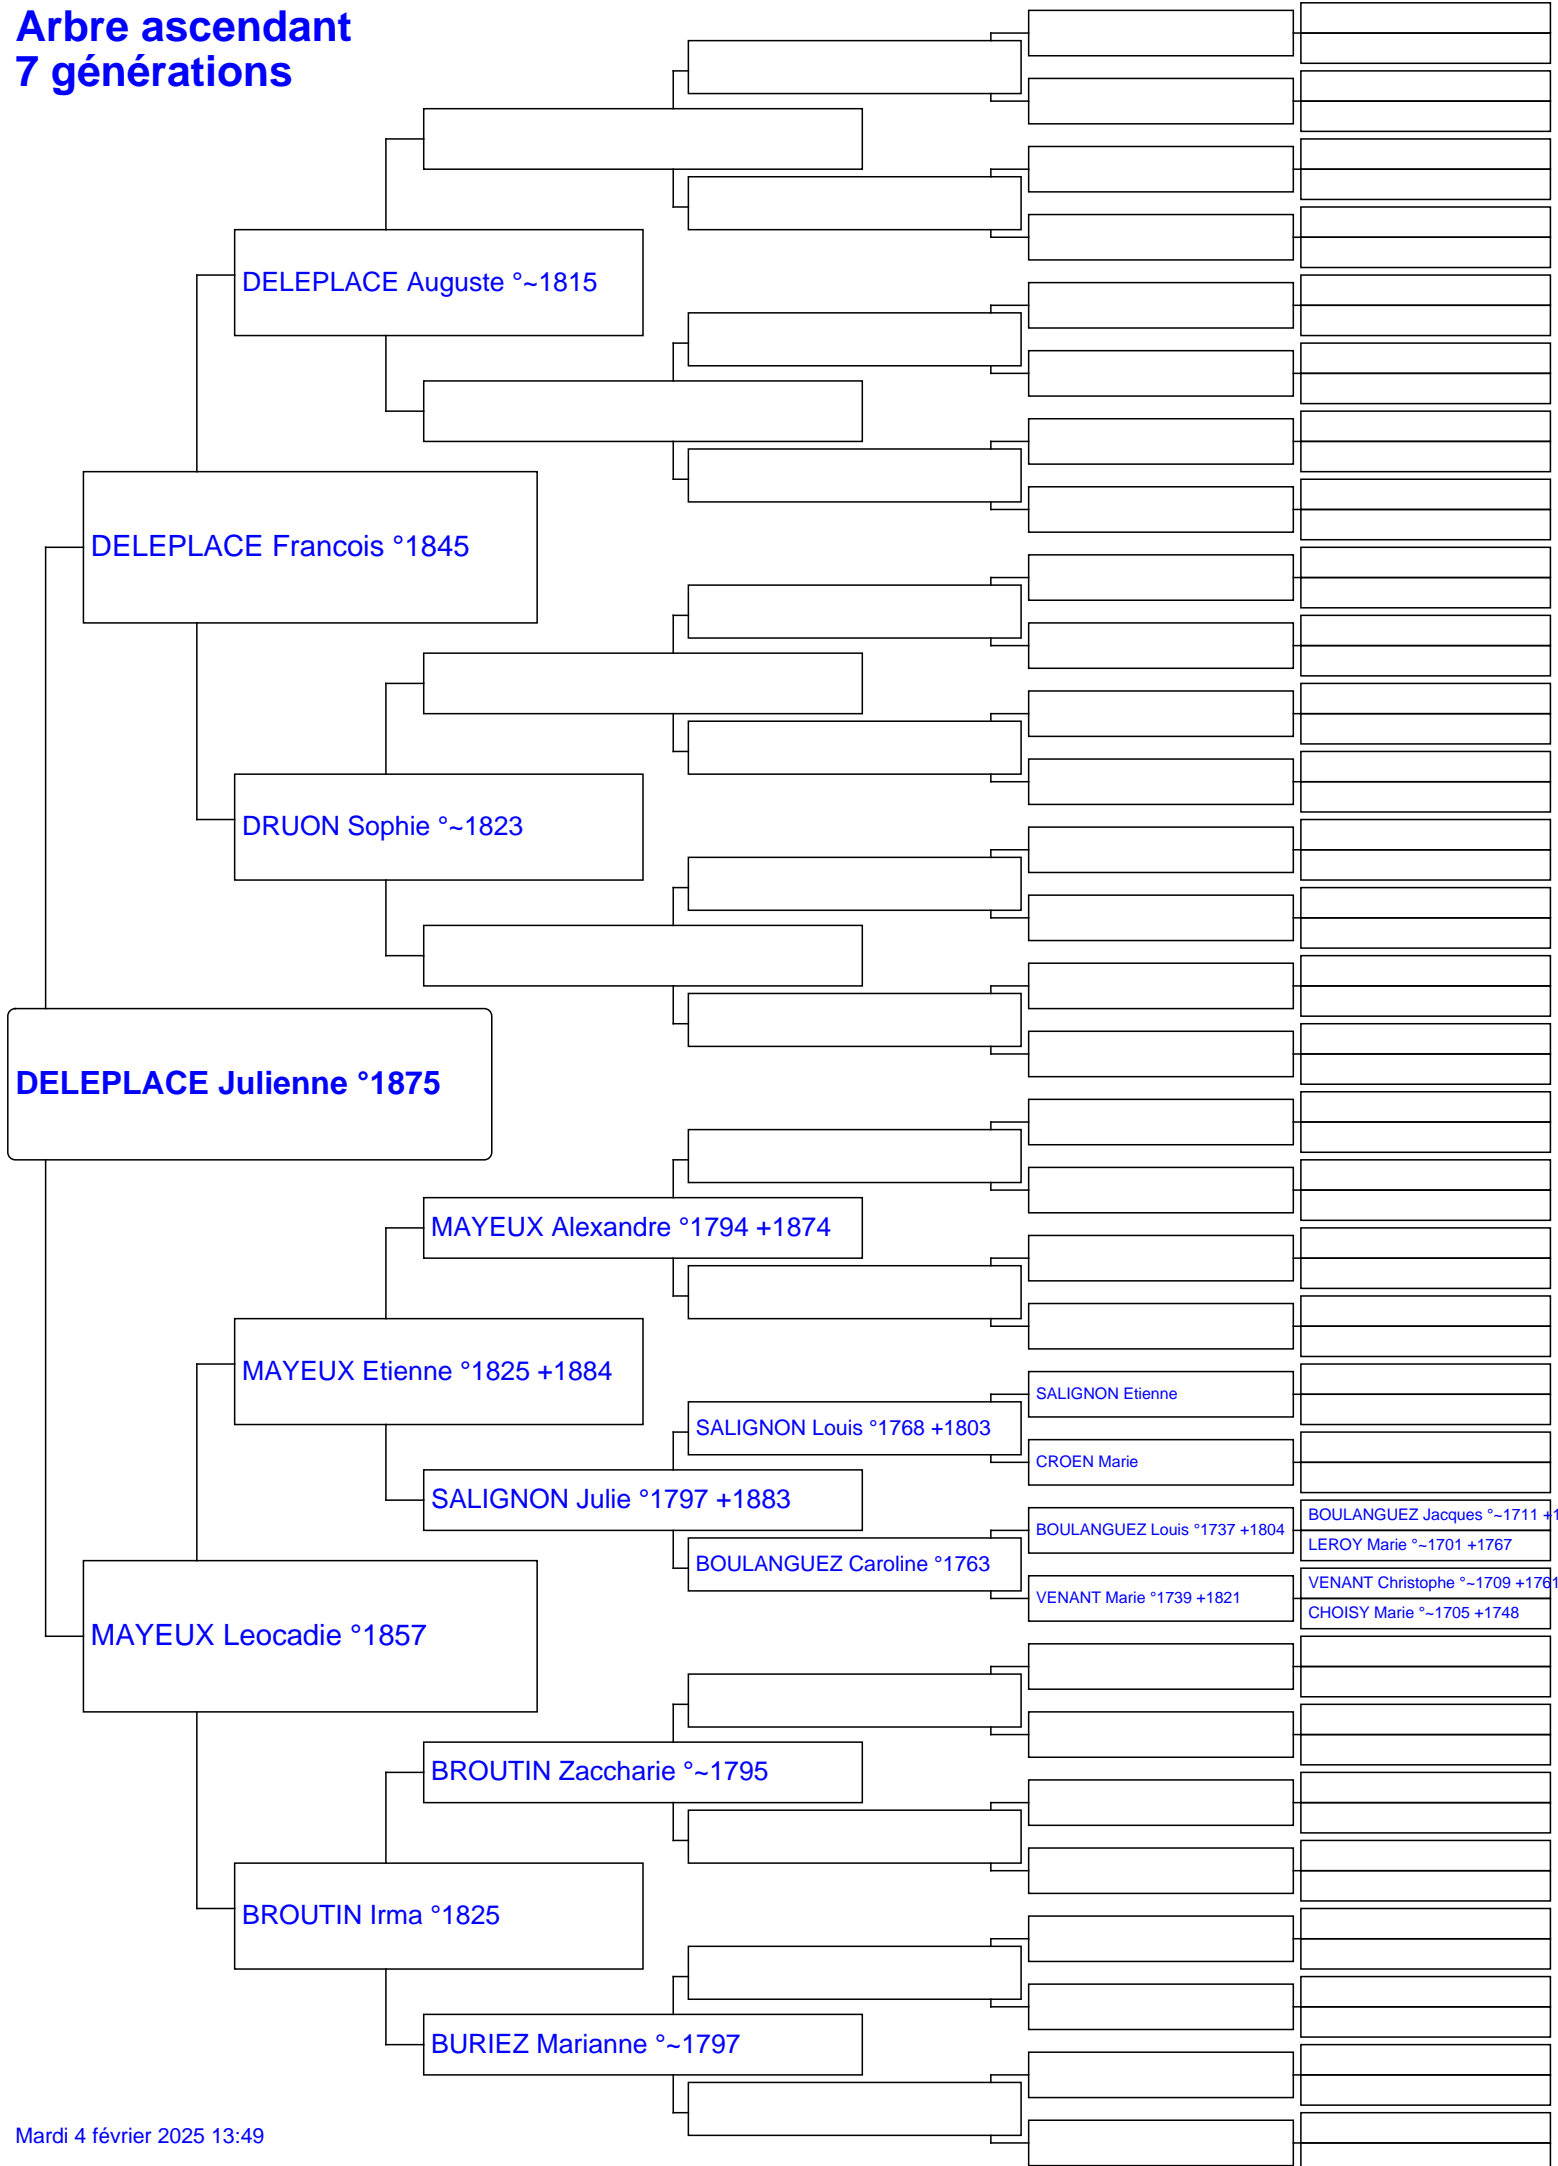 Arbre ascendant
7 générations
DELEPLACE Auguste °~1815
DELEPLACE Francois °1845
DRUON Sophie °~1823
DELEPLACE Julienne °1875
MAYEUX Alexandre °1794 +1874
MAYEUX Etienne °1825 +1884
SALIGNON Etienne
SALIGNON Louis °1768 +1803
CROEN Marie
SALIGNON Julie °1797 +1883
BOULANGUEZ Jacques °~1711 +1
BOULANGUEZ Louis °1737 +1804
LEROY Marie °~1701 +1767
BOULANGUEZ Caroline °1763
VENANT Christophe °~1709 +1761
VENANT Marie °1739 +1821
CHOISY Marie °~1705 +1748
MAYEUX Leocadie °1857
BROUTIN Zaccharie °~1795
BROUTIN Irma °1825
BURIEZ Marianne °~1797
Mardi 4 février 2025 13:49